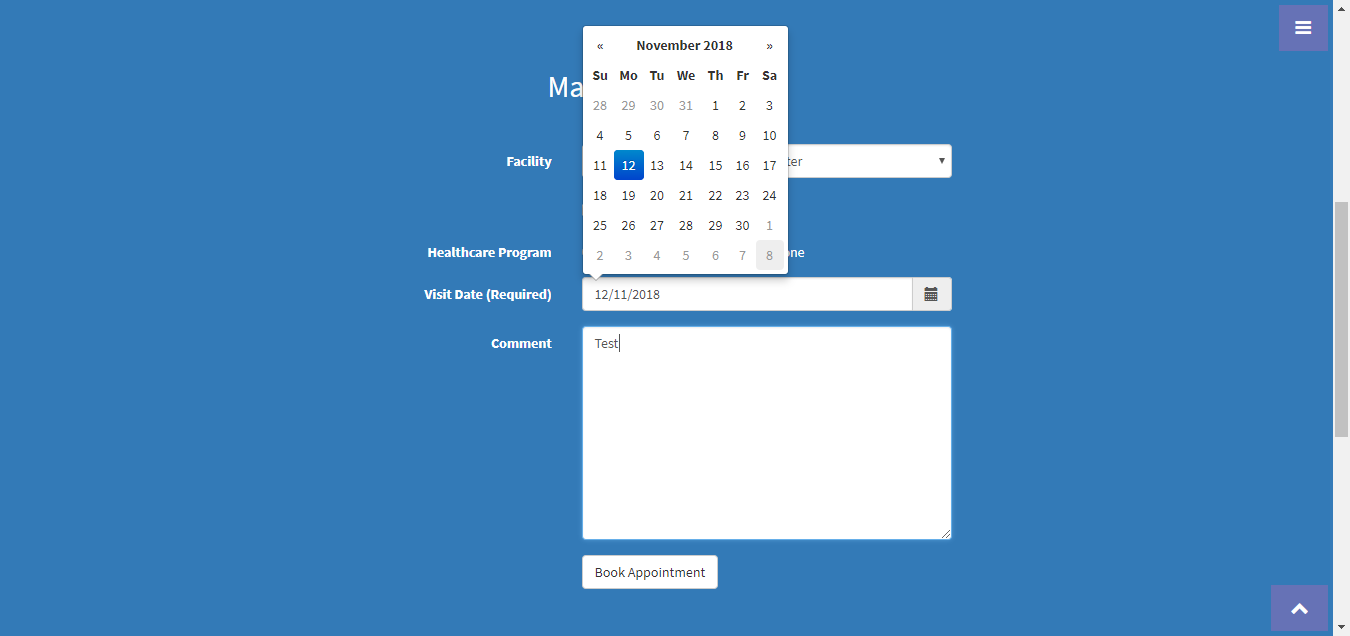 « November 2018 »
Su Mo Tu We Th Fr Sa
28 29 30 31 1 2 3
4 5 6 7 8 9 10
11 12 13 14 15 16 17
18 19 20 21 22 23 24
25 26 27 28 29 30 1
2 3 4 5 6 7 8
Ma
Facility
ter
Healthcare Program
one
Visit Date (Required)
12/11/2018
Comment
Test
Book Appointment